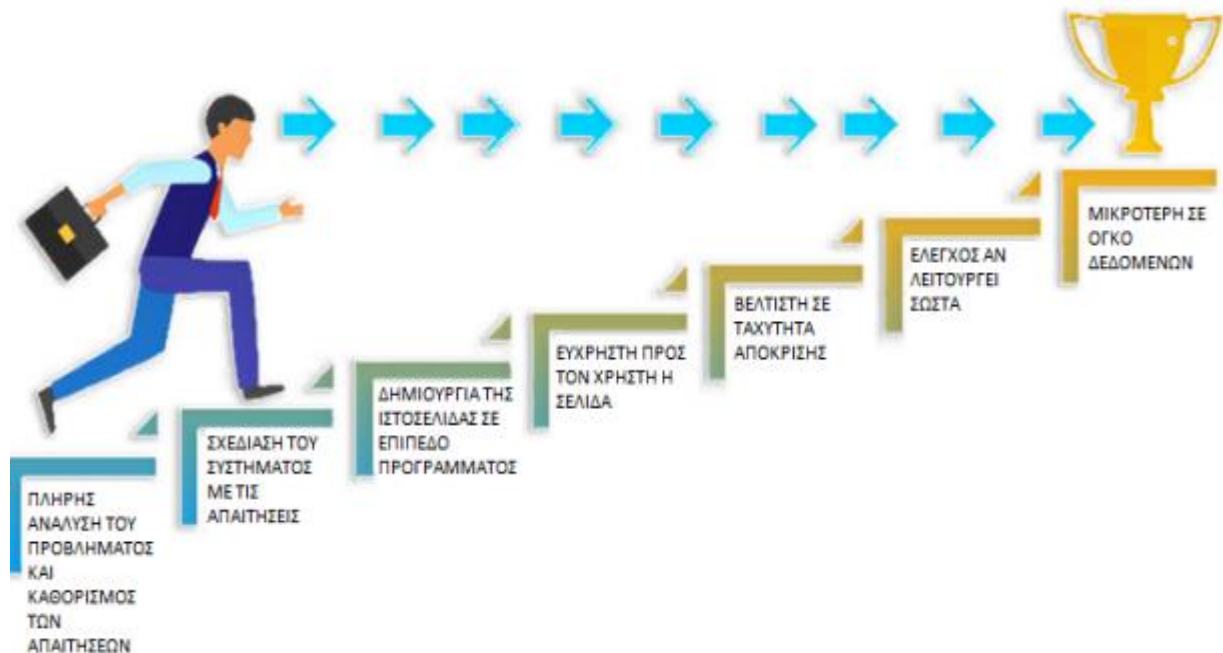 ΠΛΗΡΗΣ
ΑΝΑΛΥΣΗ ΤΟΥ
ΠΡΟΒΛΗΜΑΤΟΣ
ΚΑΙ
ΚΑΘΟΡΙΣΜΟΣ
ΤΩΝ
ΑΠΑΙΤΗΣΕΩΝ
ΣΧΕΔΙΑΣΗ ΤΟΥ
ΣΥΣΤΗΜΑΤΟΣ
ΜΕ ΤΙΣ
ΑΠΑΙΤΗΣΕΙΣ
ΔΗΜΙΟΥΡΓΙΑ ΤΗΣ
ΙΣΤΟΣΕΛΙΔΑΣ ΣΕ
ΕΠΙΠΕΔΟ
ΠΡΟΓΡΑΜΜΑΤΟΣ
ΕΥΧΡΗΣΤΗ ΠΡΟΣ
ΤΟΝ ΧΡΗΣΤΗ Η
ΣΕΛΙΔΑ
ΒΕΛΤΙΣΤΗ ΣΕ
ΤΑΧΥΤΗΤΑ
ΑΠΟΚΡΙΣΗΣ
ΕΛΕΓΧΟΣ ΑΝ
ΛΕΙΤΟΥΡΓΕΙ
ΣΩΣΤΑ
ΜΙΚΡΟΤΕΡΗ ΣΕ
ΟΓΚΟ
ΔΕΔΟΜΕΝΩΝ